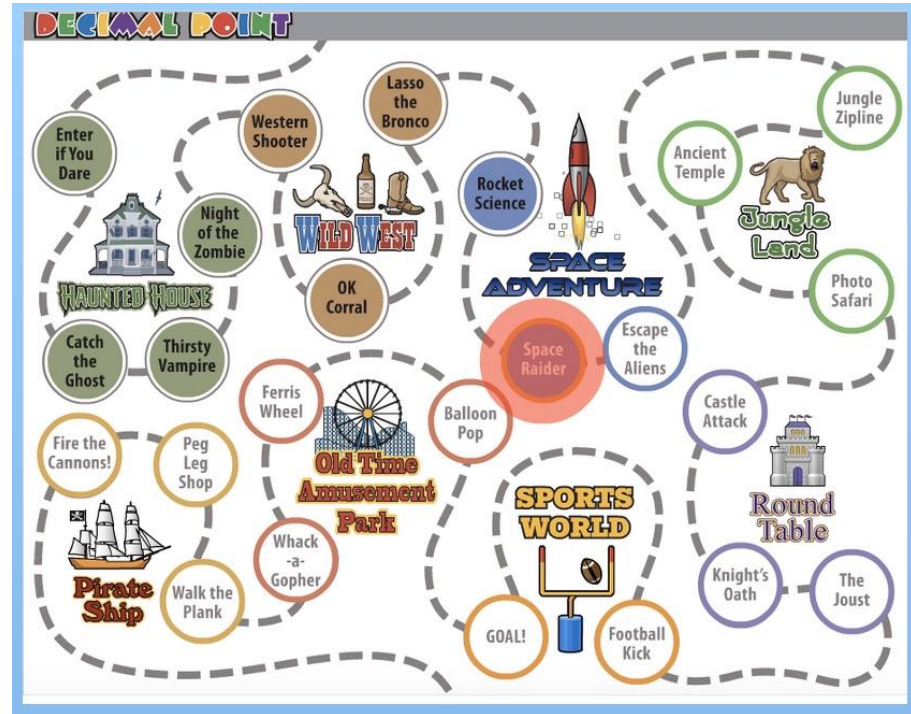 DECIMAL POINT
Enter
if You
Dare
Night
of the
Zombie
HAUNTED HOUSE
Catch
the
Ghost
Thirsty
Vampire
Western
Shooter
Lasso
the
Bronco
WILD WEST
OK
Corral
Rocket
Science
SPACE
ADVENTURE
Space
Raider
Escape
the
Aliens
Jungle
Zipline
Ancient
Temple
Jungle
Land
Photo
Safari
Castle
Attack
Round
Table
Knight's
Oath
The
Joust
SPORTS
WORLD
GOAL!
Football
Kick
Ferris
Wheel
Balloon
Pop
Old Time
Amusement
Park
Whack
-a-
Gopher
Fire the
Cannons!
Peg
Leg
Shop
Pirate
Ship
Walk the
Plank